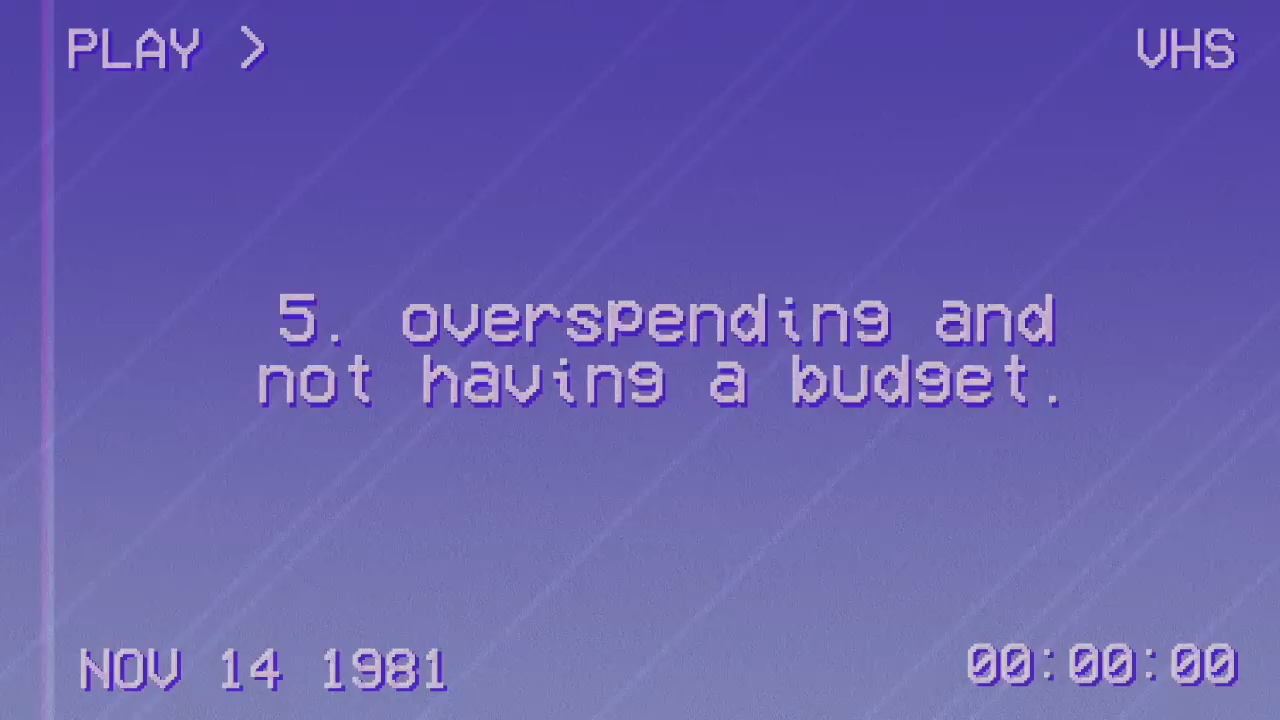 PLAY >
VHS
5. overspending and
not having a budget.
NOV 14 1981
00:00:00